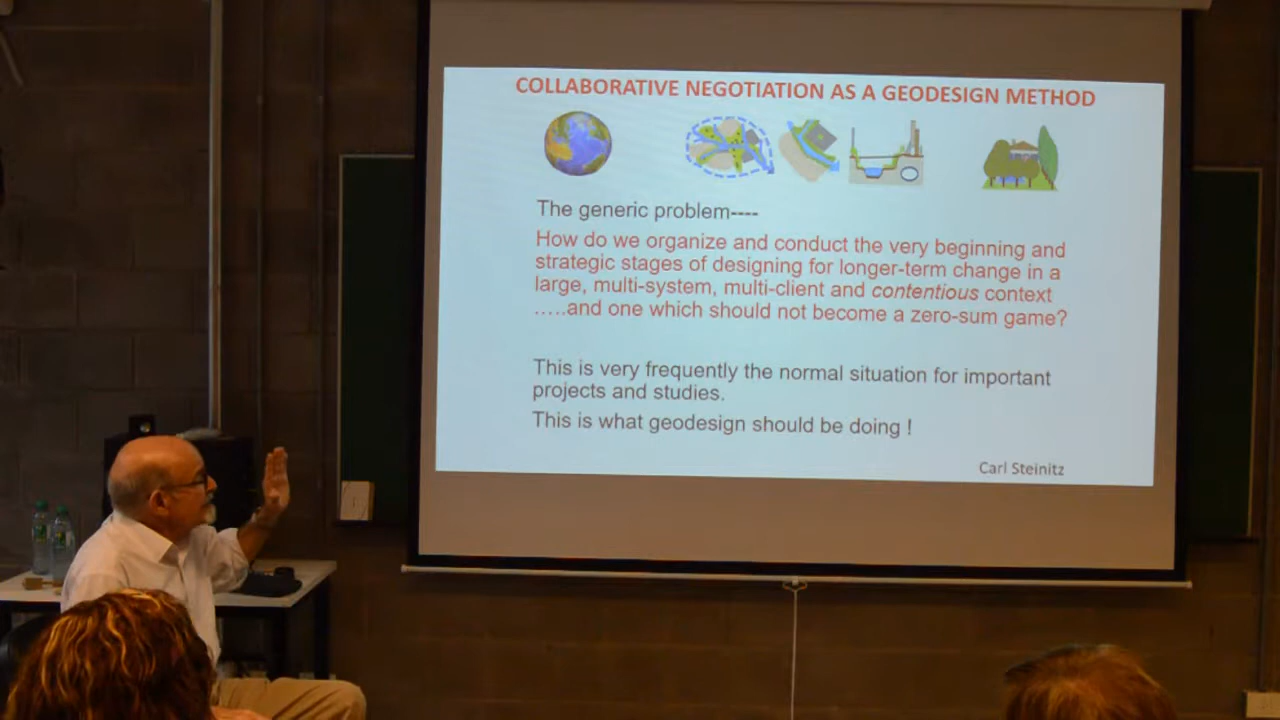 COLLABORATIVE NEGOTIATION AS A GEODESIGN METHOD
The generic problem----
How do we organize and conduct the very beginning and
strategic stages of designing for longer-term change in a
large, multi-system, multi-client and contentious context
…..and one which should not become a zero-sum game?
This is very frequently the normal situation for important
projects and studies.
This is what geodesign should be doing !
Carl Steinitz